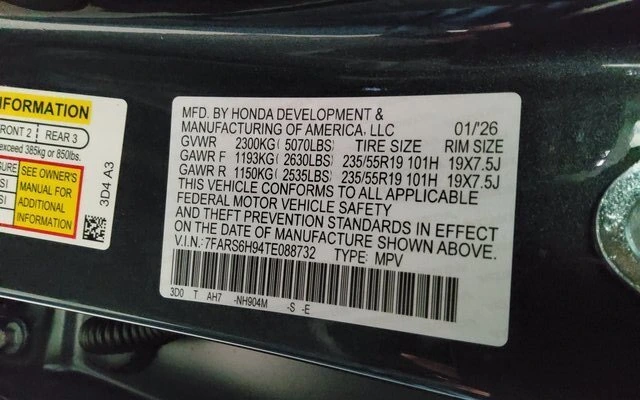 NFORMATION
FRONT 2 REAR 3
exceed 385kg or 850lbs.
SEE OWNER'S
MANUAL FOR
ADDITIONAL
INFORMATION
3D4 A3
MFD. BY HONDA DEVELOPMENT &
MANUFACTURING OF AMERICA, LLC 01/'26
GVWR 2300KG( 5070LBS) TIRE SIZE RIM SIZE
GAWR F 1193KG( 2630LBS) 235/55R19 101H 19X7.5J
GAWR R 1150KG( 2535LBS) 235/55R19 101H 19X7.5J
THIS VEHICLE CONFORMS TO ALL APPLICABLE
FEDERAL MOTOR VEHICLE SAFETY
AND THEFT PREVENTION STANDARDS IN EFFECT
ON THE DATE OF MANUFACTURE SHOWN ABOVE.
V.I.N.:7FARS6H94TE088732 TYPE: MPV
3D0 T AH7 -NH904M -S -E